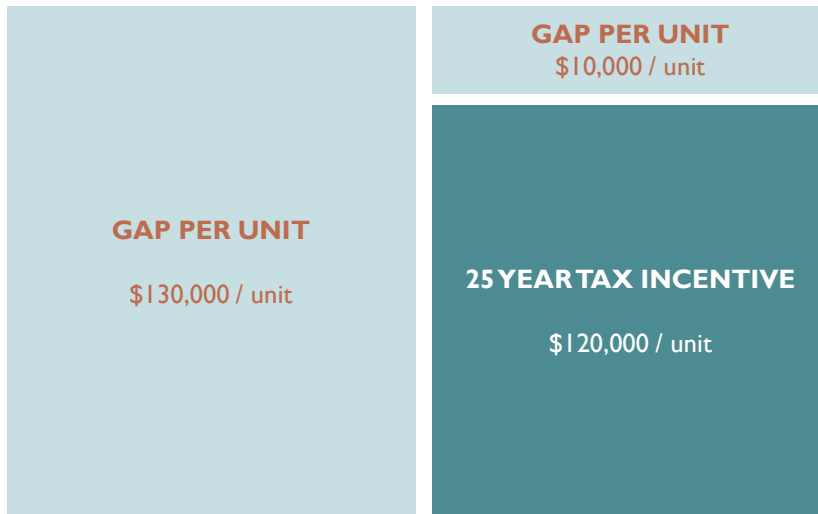 GAP PER UNIT
$130,000 / unit
GAP PER UNIT
$10,000 / unit
25 YEAR TAX INCENTIVE
$120,000 / unit